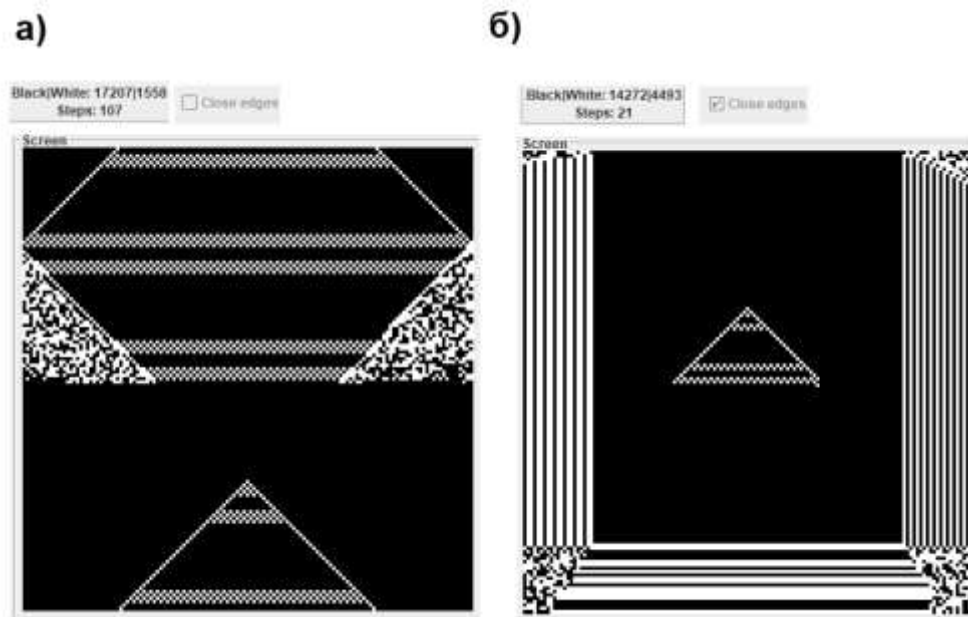 а)
б)
Black|White: 17207|1558
Steps: 107
Close edges
Black|White: 14272|4493
Steps: 21
Close edges
Screen
Screen